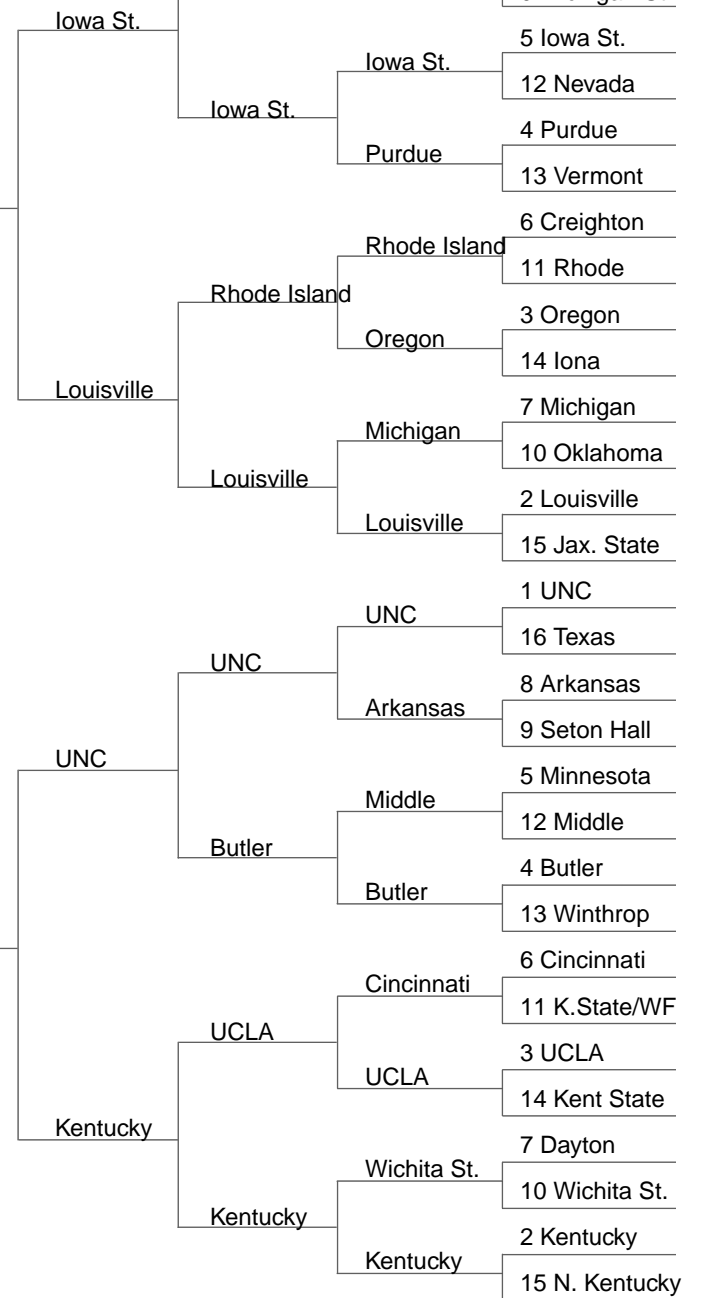 Iowa St.
5 Iowa St.
Iowa St.
12 Nevada
Iowa St.
4 Purdue
Purdue
13 Vermont
6 Creighton
Rhode Island
11 Rhode
Rhode Island
3 Oregon
Oregon
14 Iona
Louisville
7 Michigan
Michigan
10 Oklahoma
Louisville
2 Louisville
Louisville
15 Jax. State
1 UNC
UNC
16 Texas
UNC
8 Arkansas
Arkansas
9 Seton Hall
UNC
5 Minnesota
Middle
12 Middle
Butler
4 Butler
Butler
13 Winthrop
6 Cincinnati
Cincinnati
11 K.State/WF
UCLA
3 UCLA
UCLA
14 Kent State
Kentucky
7 Dayton
Wichita St.
10 Wichita St.
Kentucky
2 Kentucky
Kentucky
15 N. Kentucky